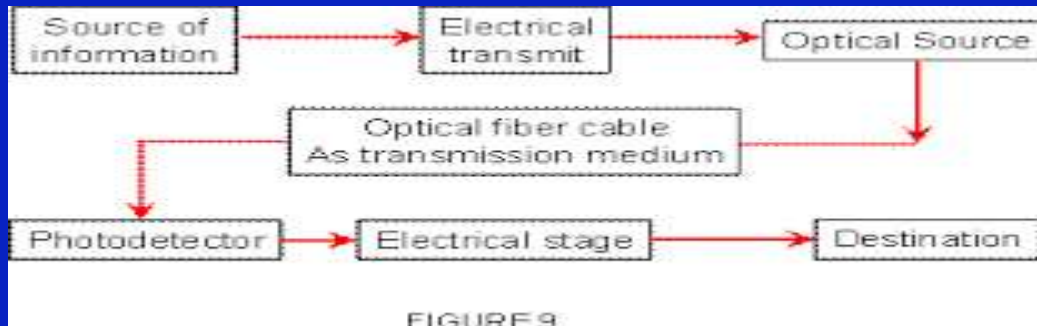 Source of
information
Electrical
transmit
Optical Source
Optical fiber cable
As transmission medium
Photodetector
Electrical stage
Destination
FIGURE 9